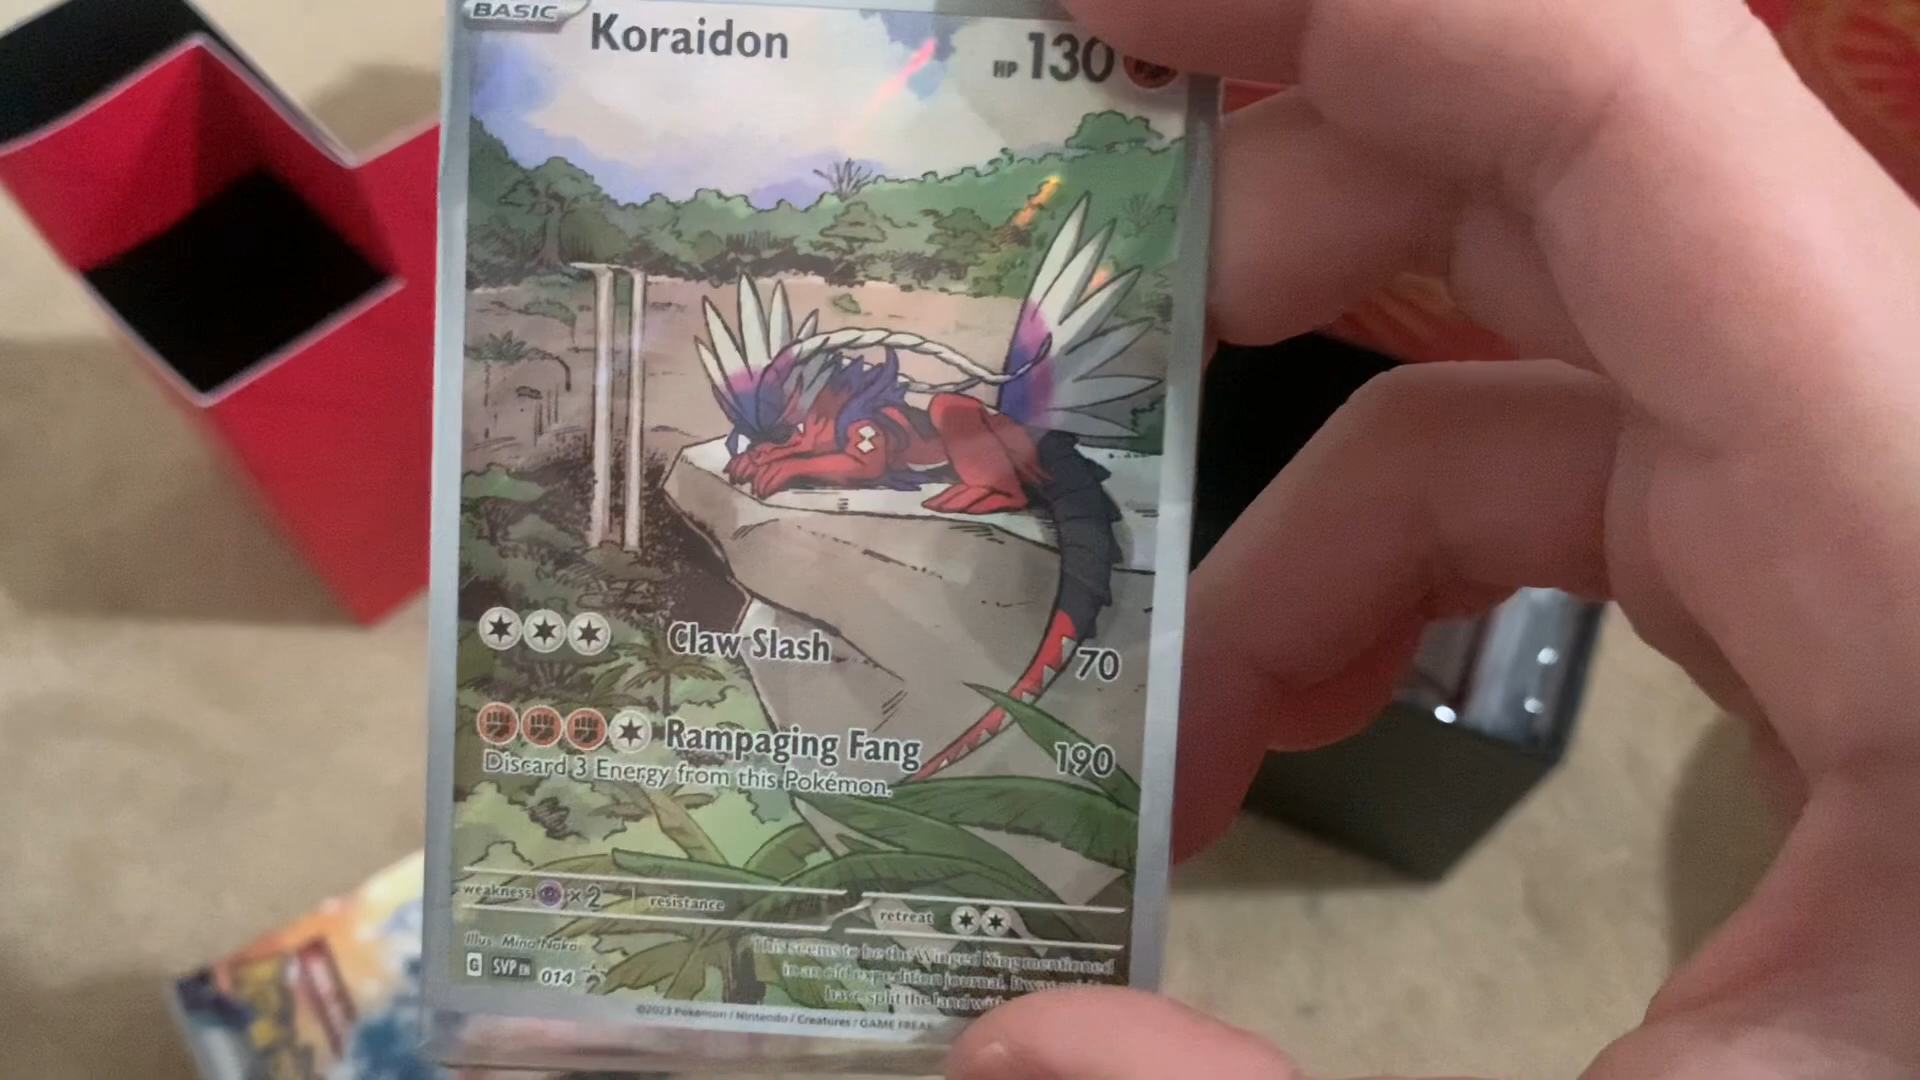 BASIC
Koraidon
HP 130
Claw Slash 70
Rampaging Fang 190
Discard 3 Energy from this Pokémon.
weakness ×2 resistance
retreat
Illus. Mina Nakai
This seems to be the Winged King mentioned
in an old expedition journal. It was
have split the land with
G SVP EN 014
©2023 Pokémon / Nintendo / Creatures / GAME FREAK